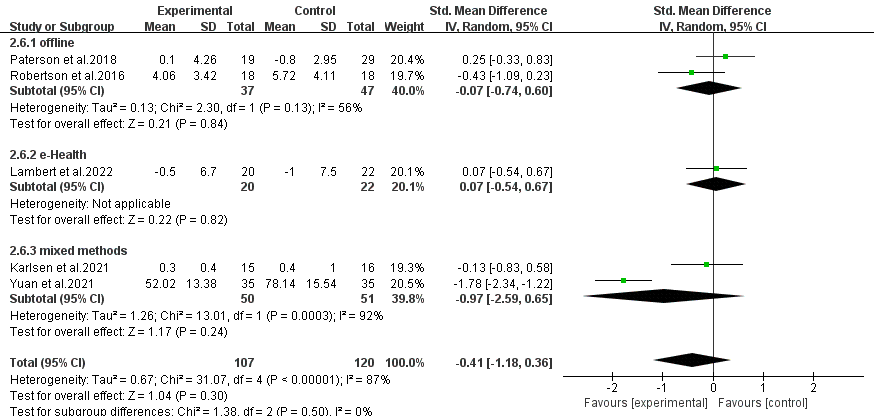 Experimental Control Std. Mean Difference Std. Mean Difference
Study or Subgroup Mean SD Total Mean SD Total Weight IV, Random, 95% CI IV, Random, 95% CI
2.6.1 offline
Paterson et al.2018 0.1 4.26 19 -0.8 2.95 29 20.4% 0.25 [-0.33, 0.83]
Robertson et al.2016 4.06 3.42 18 5.72 4.11 18 19.7% -0.43 [-1.09, 0.23]
Subtotal (95% CI) 37 47 40.0% -0.07 [-0.74, 0.60]
Heterogeneity: Tau² = 0.13; Chi² = 2.30, df = 1 (P = 0.13); I² = 56%
Test for overall effect: Z = 0.21 (P = 0.84)
2.6.2 e-Health
Lambert et al.2022 -0.5 6.7 20 -1 7.5 22 20.1% 0.07 [-0.54, 0.67]
Subtotal (95% CI) 20 22 20.1% 0.07 [-0.54, 0.67]
Heterogeneity: Not applicable
Test for overall effect: Z = 0.22 (P = 0.82)
2.6.3 mixed methods
Karlsen et al.2021 0.3 0.4 15 0.4 1 16 19.3% -0.13 [-0.83, 0.58]
Yuan et al.2021 52.02 13.38 35 78.14 15.54 35 20.5% -1.78 [-2.34, -1.22]
Subtotal (95% CI) 50 51 39.8% -0.97 [-2.59, 0.65]
Heterogeneity: Tau² = 1.26; Chi² = 13.01, df = 1 (P = 0.0003); I² = 92%
Test for overall effect: Z = 1.17 (P = 0.24)
Total (95% CI) 107 120 100.0% -0.41 [-1.18, 0.36]
Heterogeneity: Tau² = 0.67; Chi² = 31.07, df = 4 (P < 0.00001); I² = 87%
Test for overall effect: Z = 1.04 (P = 0.30)
Test for subgroup differences: Chi² = 1.38, df = 2 (P = 0.50), I² = 0%
-2 -1 0 1 2
Favours [experimental] Favours [control]